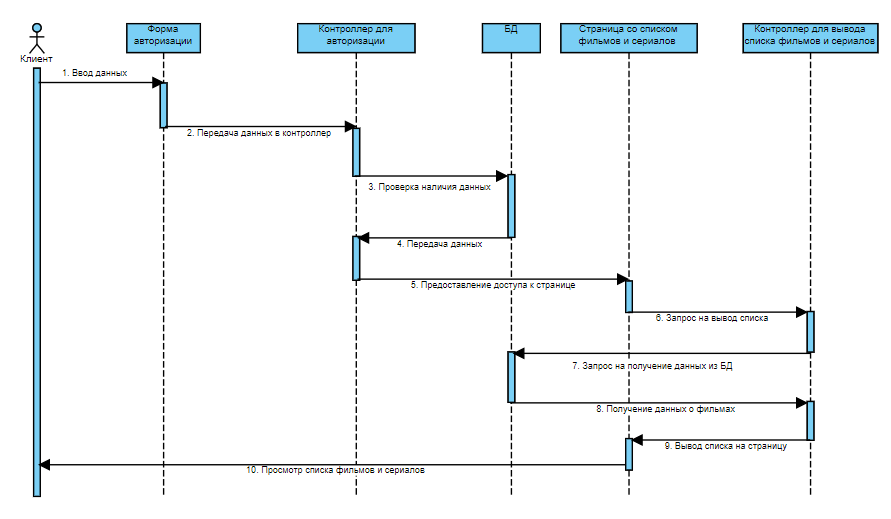 Форма
авторизации
Контроллер для
авторизации
БД
Страница со списком
фильмов и сериалов
Контроллер для вывода
списка фильмов и сериалов
Клиент
1. Ввод данных
2. Передача данных в контроллер
3. Проверка наличия данных
4. Передача данных
5. Предоставление доступа к странице
6. Запрос на вывод списка
7. Запрос на получение данных из БД
8. Получение данных о фильмах
9. Вывод списка на страницу
10. Просмотр списка фильмов и сериалов